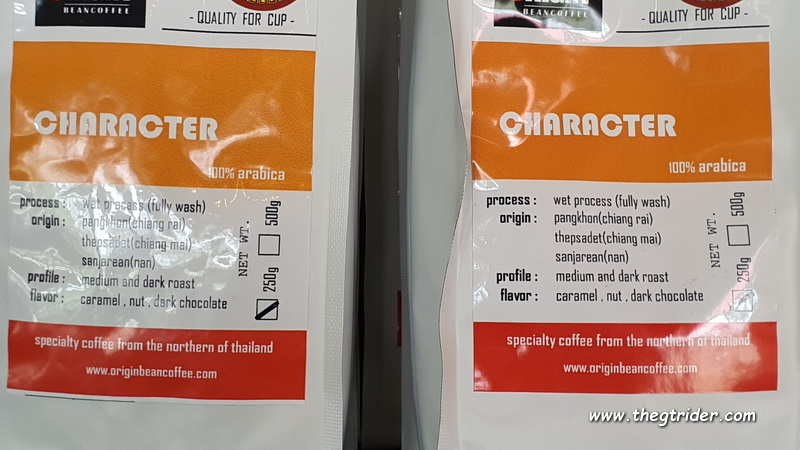 BEANCOFFEE
- QUALITY FOR CUP -
CHARACTER
100% arabica
process : wet process (fully wash)
origin : pangkhon(chiang rai)
thepsadet(chiang mai)
sanjarean(nan)
profile : medium and dark roast
flavor : caramel , nut , dark chocolate
NET WT.
250g
500g
specialty coffee from the northern of thailand
www.originbeancoffee.com
BEANCOFFEE
- QUALITY FOR CUP -
CHARACTER
100% arabica
process : wet process (fully wash)
origin : pangkhon(chiang rai)
thepsadet(chiang mai)
sanjarean(nan)
profile : medium and dark roast
flavor : caramel , nut , dark chocolate
NET WT.
250g
500g
specialty coffee from the northern of thailand
www.originbeancoffee.com
www.thegtrider.com